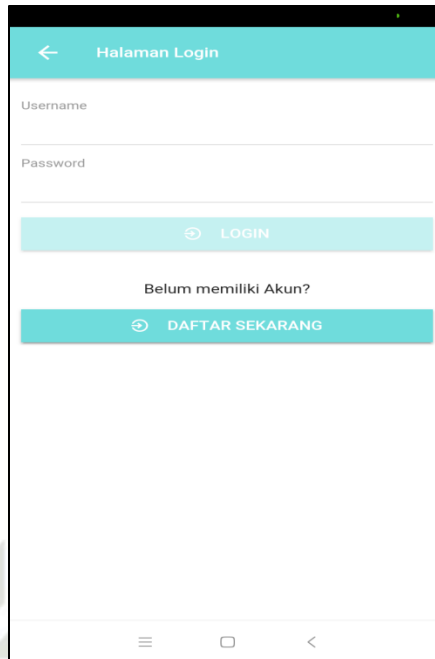 Halaman Login
Username
Password
LOGIN
Belum memiliki Akun?
DAFTAR SEKARANG